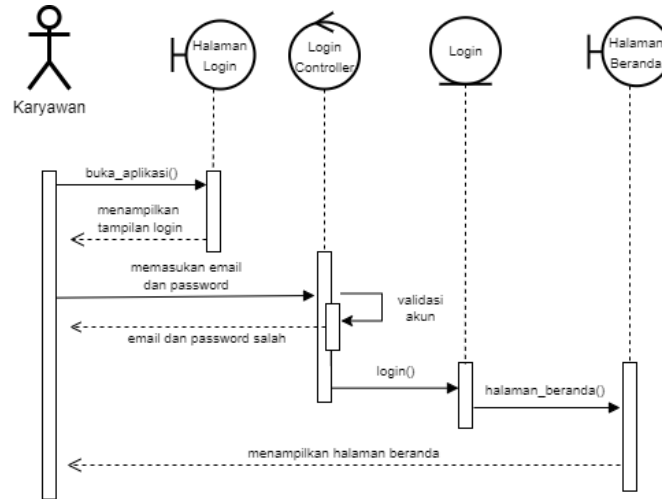 Karyawan
Halaman
Login
Login
Controller
Login
Halaman
Beranda
buka_aplikasi()
menampilkan
tampilan login
memasukan email
dan password
validasi
akun
email dan password salah
login()
halaman_beranda()
menampilkan halaman beranda